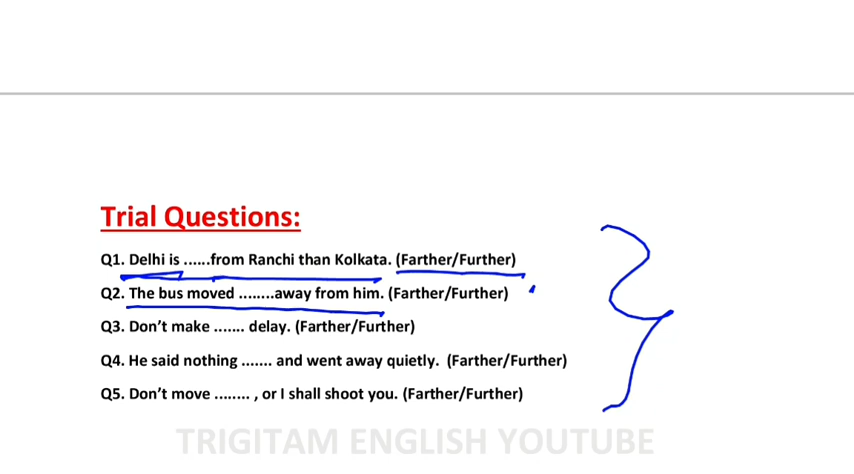 Trial Questions:
Q1. Delhi is ......from Ranchi than Kolkata. (Farther/Further)
Q2. The bus moved ........away from him. (Farther/Further)
Q3. Don't make ....... delay. (Farther/Further)
Q4. He said nothing ....... and went away quietly. (Farther/Further)
Q5. Don't move ........ , or I shall shoot you. (Farther/Further)
TRIGITAM ENGLISH YOUTUBE